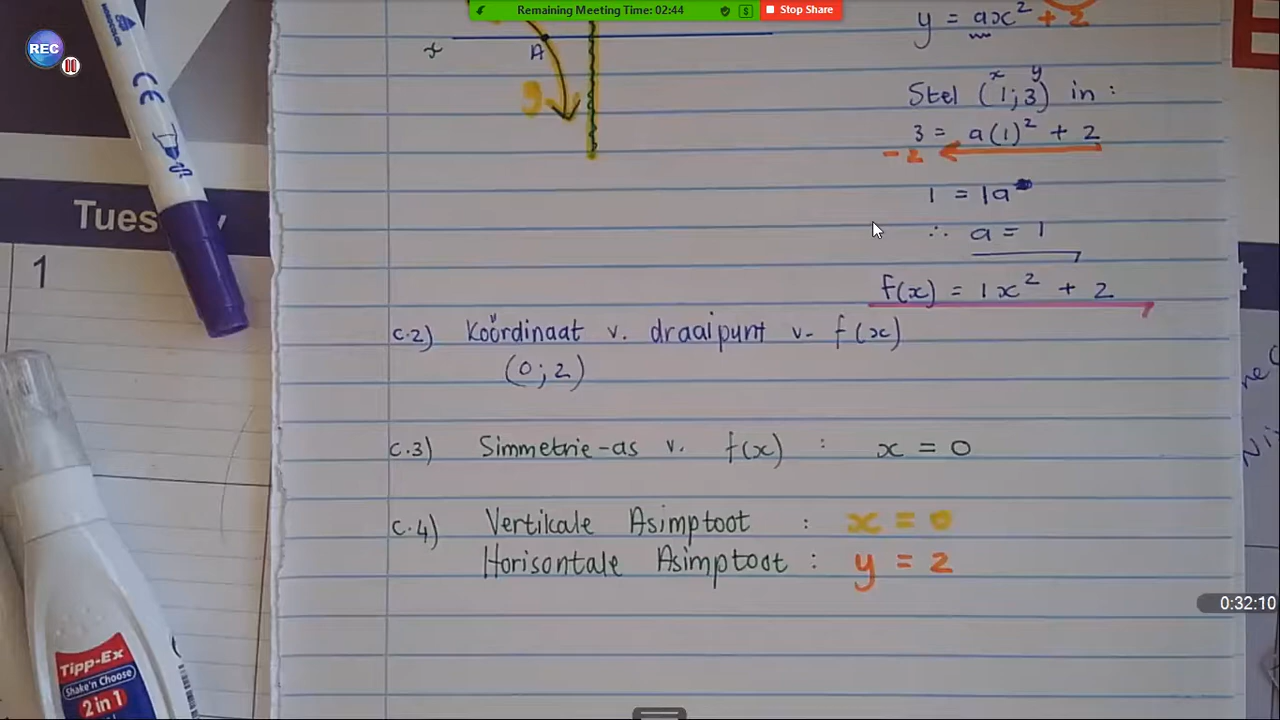 Remaining Meeting Time: 02:44
Stop Share
REC
y = ax² + 2
x
A
g
x y
Stel (1;3) in :
3 = a(1)² + 2
-2
1 = 1a
∴ a = 1
f(x) = 1x² + 2
Tues y
1
CE
c.2) Koördinaat v. draaipunt v. f(x)
(0;2)
c.3) Simmetrie-as v. f(x) : x = 0
c.4) Vertikale Asimptoot : x = 0
Horisontale Asimptoot : y = 2
0:32:10
Tipp-Ex
Shake'n Choose
2 in 1